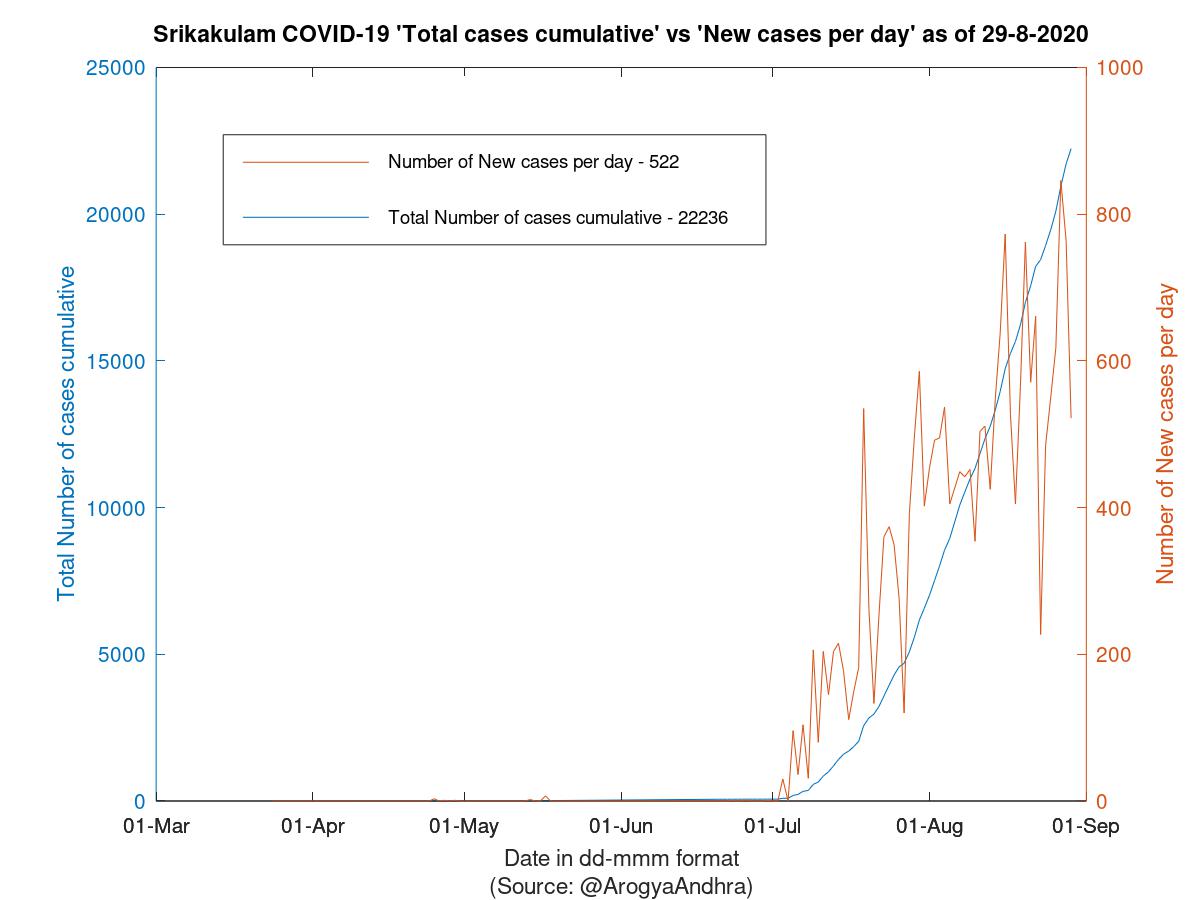 Srikakulam COVID-19 'Total cases cumulative' vs 'New cases per day' as of 29-8-2020
25000
20000
15000
10000
5000
0
Total Number of cases cumulative
Number of New cases per day - 522
Total Number of cases cumulative - 22236
1000
800
600
400
200
0
Number of New cases per day
01-Mar 01-Apr 01-May 01-Jun 01-Jul 01-Aug 01-Sep
Date in dd-mmm format
(Source: @ArogyaAndhra)